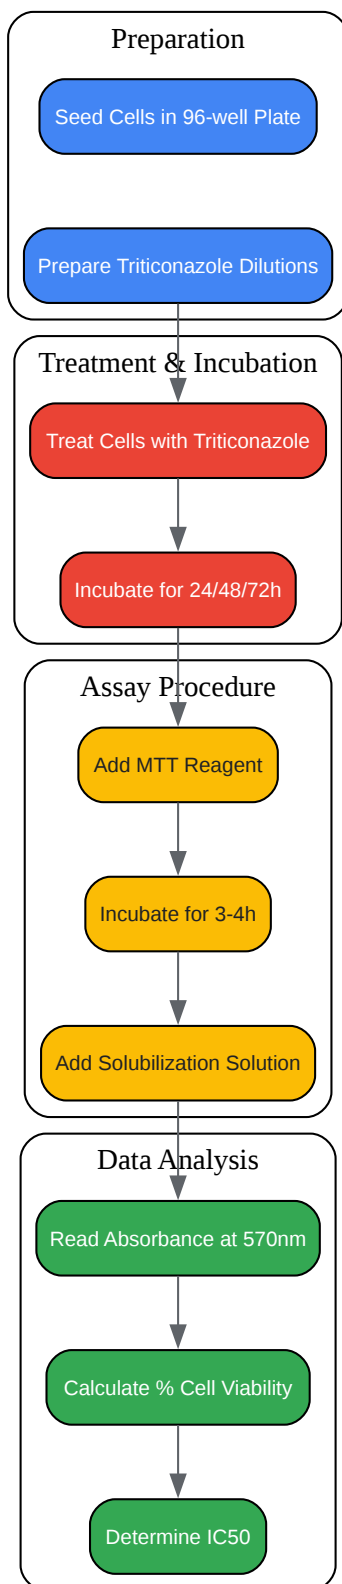 Preparation
Seed Cells in 96-well Plate
Prepare Triticonazole Dilutions
Treatment & Incubation
Treat Cells with Triticonazole
Incubate for 24/48/72h
Assay Procedure
Add MTT Reagent
Incubate for 3-4h
Add Solubilization Solution
Data Analysis
Read Absorbance at 570nm
Calculate % Cell Viability
Determine IC50